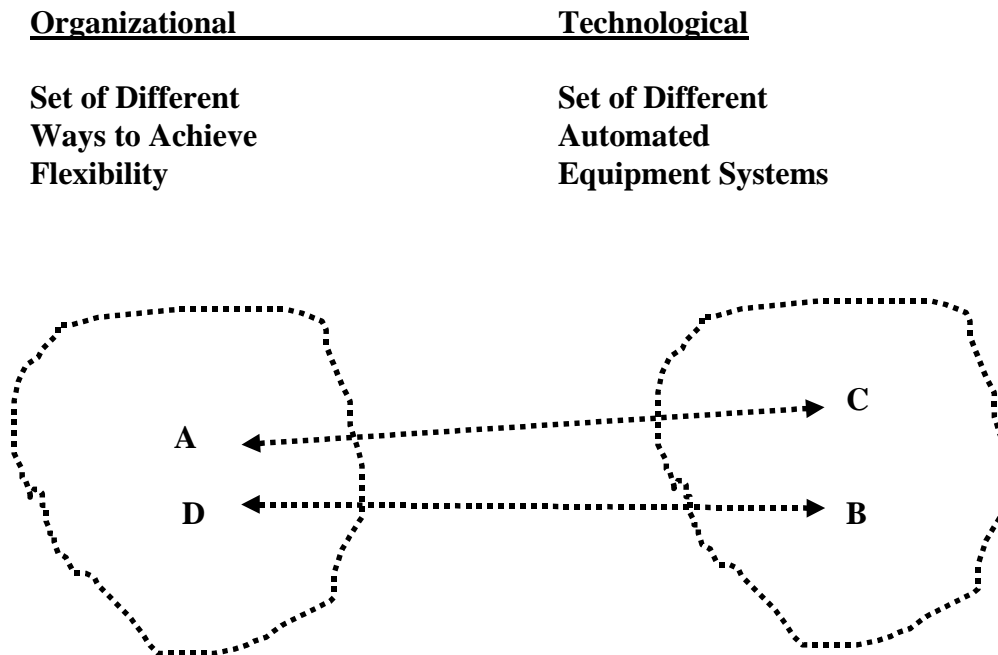 Organizational Technological
Set of Different Set of Different
Ways to Achieve Automated
Flexibility Equipment Systems
C
A
D B